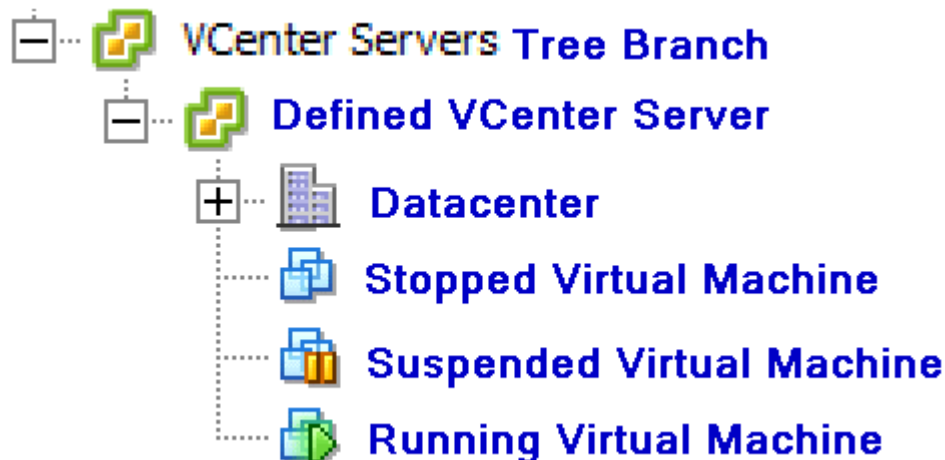 VCenter Servers Tree Branch
Defined VCenter Server
Datacenter
Stopped Virtual Machine
Suspended Virtual Machine
Running Virtual Machine